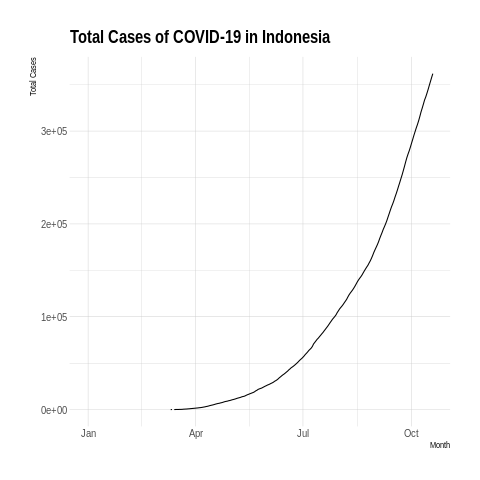 Total Cases of COVID-19 in Indonesia
Total Cases
3e+05
2e+05
1e+05
0e+00
Jan Apr Jul Oct
Month